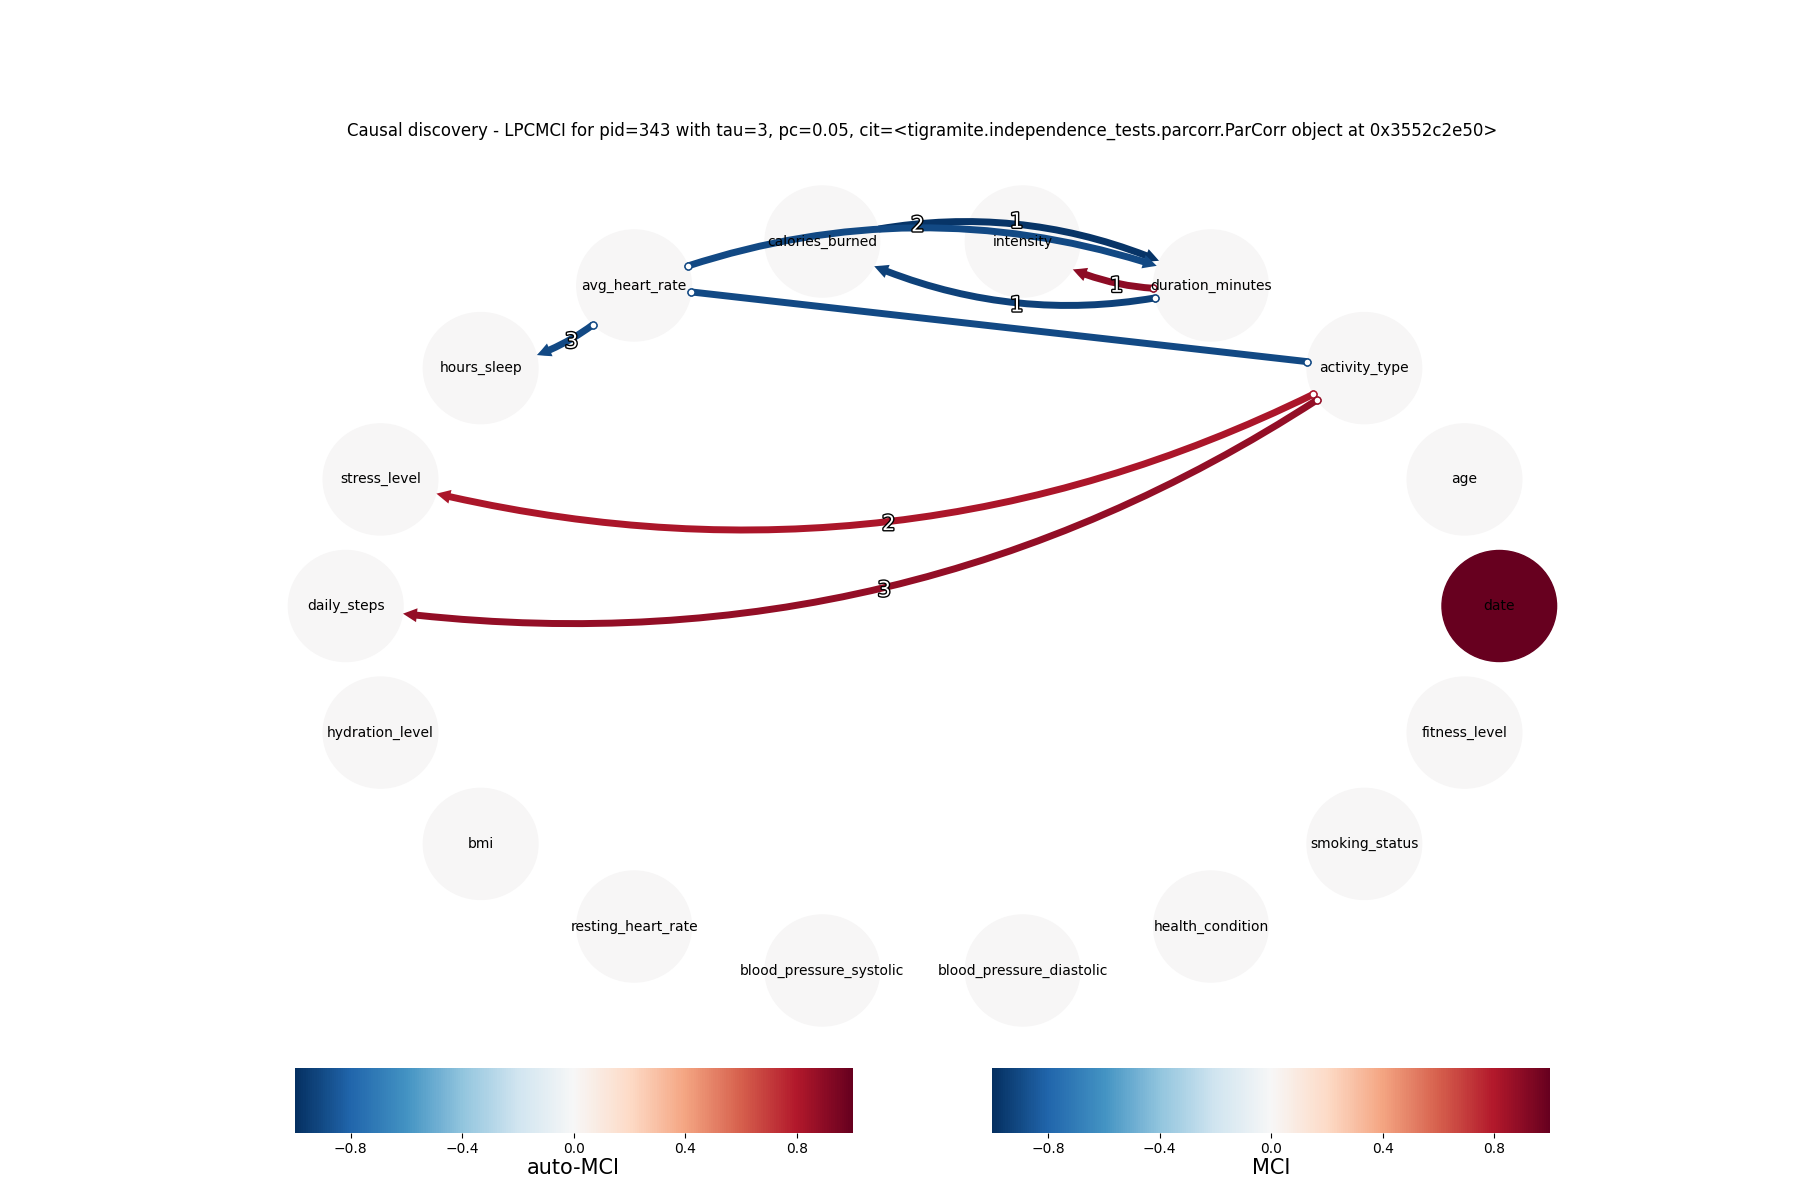 Causal discovery - LPCMCI for pid=343 with tau=3, pc=0.05, cit=<tigramite.independence_tests.parcorr.ParCorr object at 0x3552c2e50>
2
1
calories_burned
intensity
avg_heart_rate
1
duration_minutes
1
3
hours_sleep
activity_type
stress_level
age
2
3
daily_steps
date
hydration_level
fitness_level
bmi
smoking_status
resting_heart_rate
health_condition
blood_pressure_systolic
blood_pressure_diastolic
−0.8 −0.4 0.0 0.4 0.8
auto-MCI
−0.8 −0.4 0.0 0.4 0.8
MCI